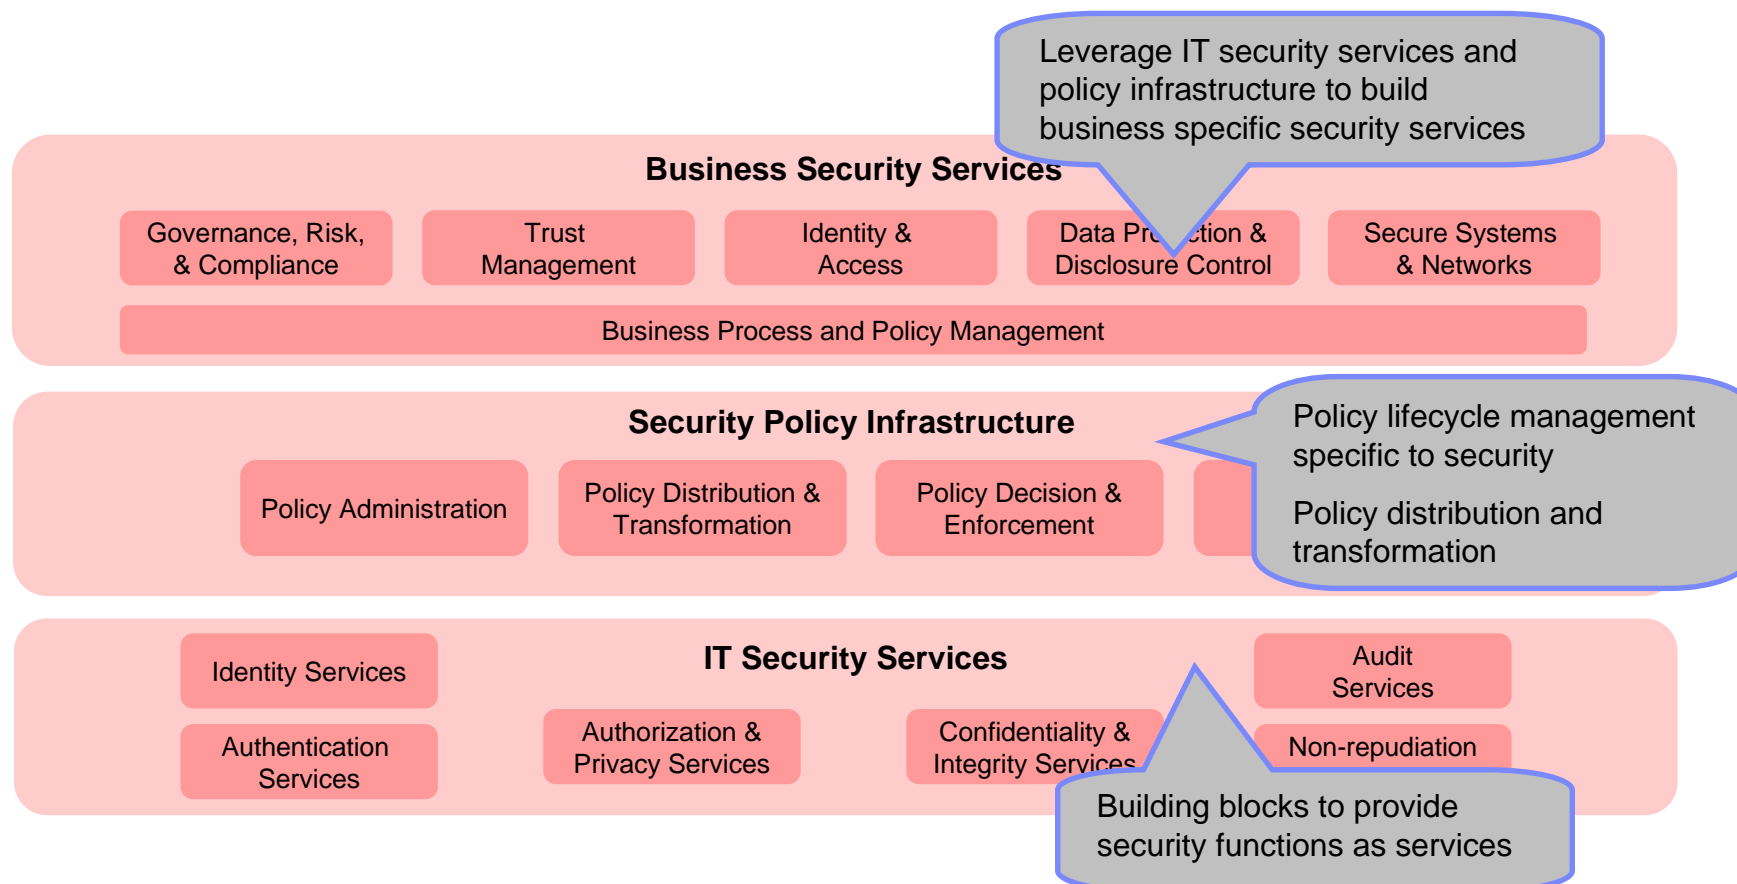 Leverage IT security services and
policy infrastructure to build
business specific security services
Business Security Services
Governance, Risk,
& Compliance
Trust
Management
Identity &
Access
Data Protection &
Disclosure Control
Secure Systems
& Networks
Business Process and Policy Management
Security Policy Infrastructure
Policy Administration
Policy Distribution &
Transformation
Policy Decision &
Enforcement
Policy lifecycle management
specific to security
Policy distribution and
transformation
IT Security Services
Identity Services
Authentication
Services
Authorization &
Privacy Services
Confidentiality &
Integrity Services
Audit
Services
Non-repudiation
Building blocks to provide
security functions as services